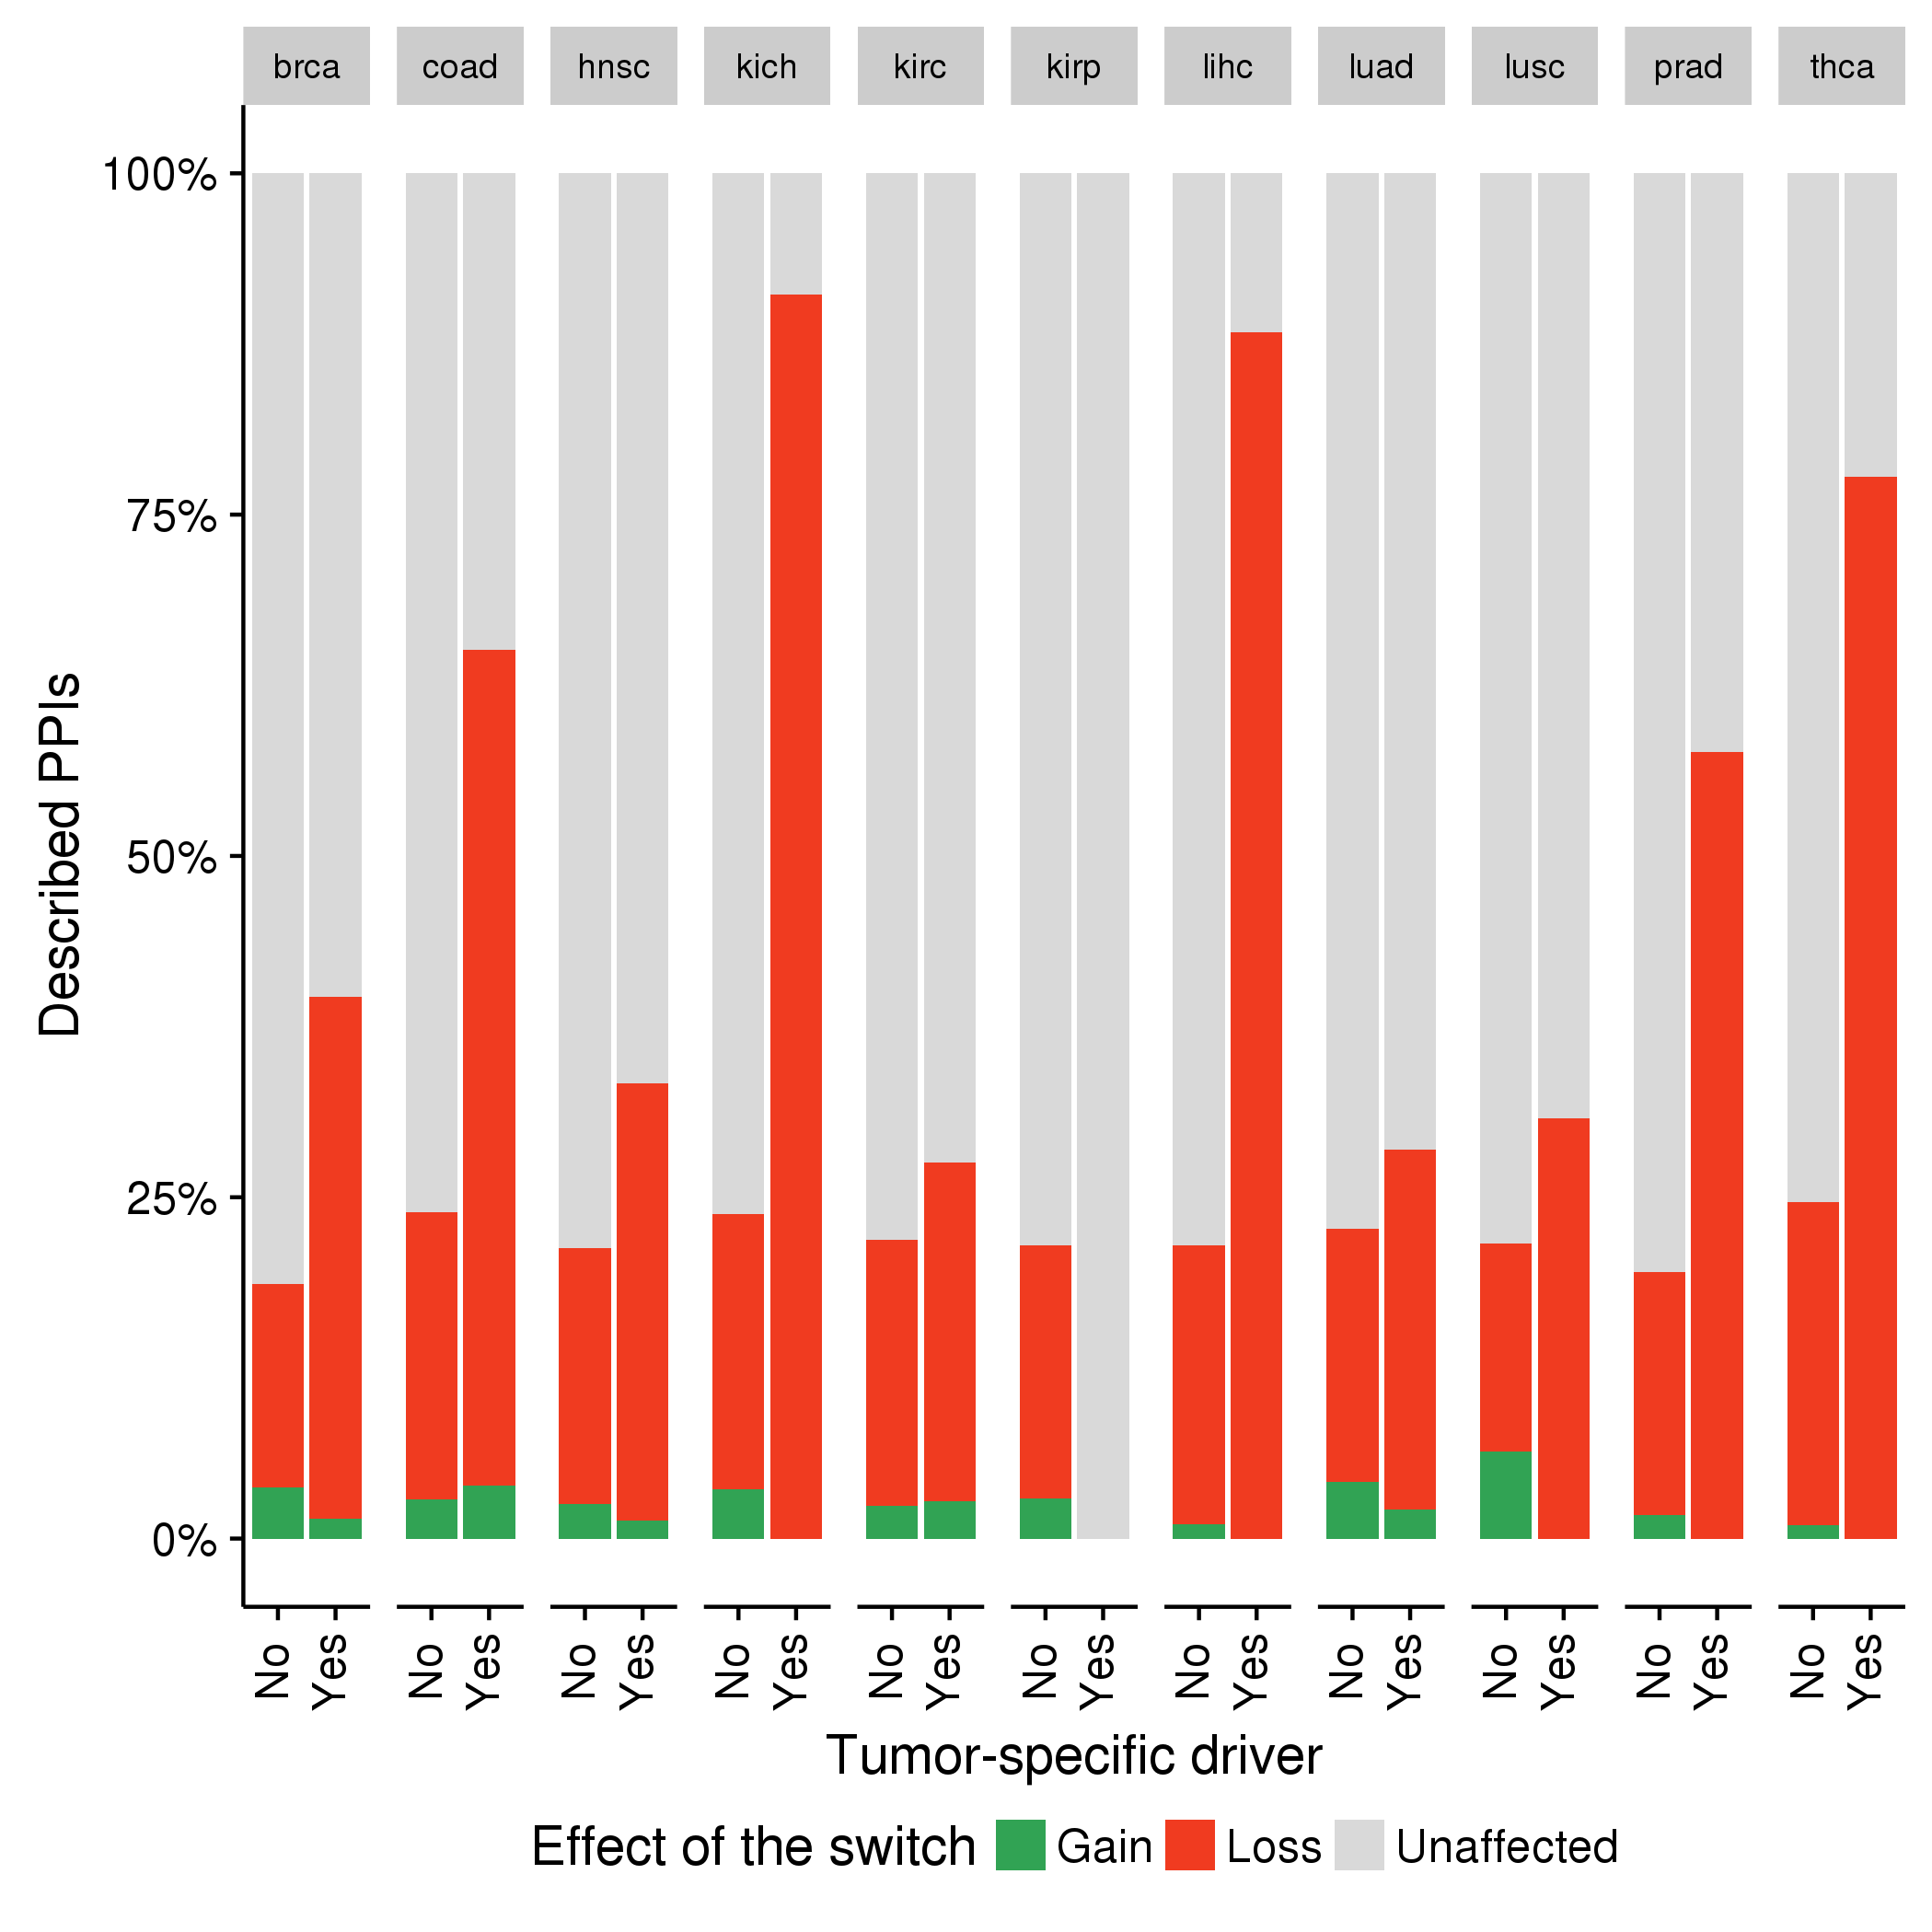 brca coad hnsc kich kirc kirp lihc luad lusc prad thca
100%
75%
50%
25%
0%
Described PPIs
No Yes No Yes No Yes No Yes No Yes No Yes No Yes No Yes No Yes No Yes No Yes
Tumor-specific driver
Effect of the switch Gain Loss Unaffected